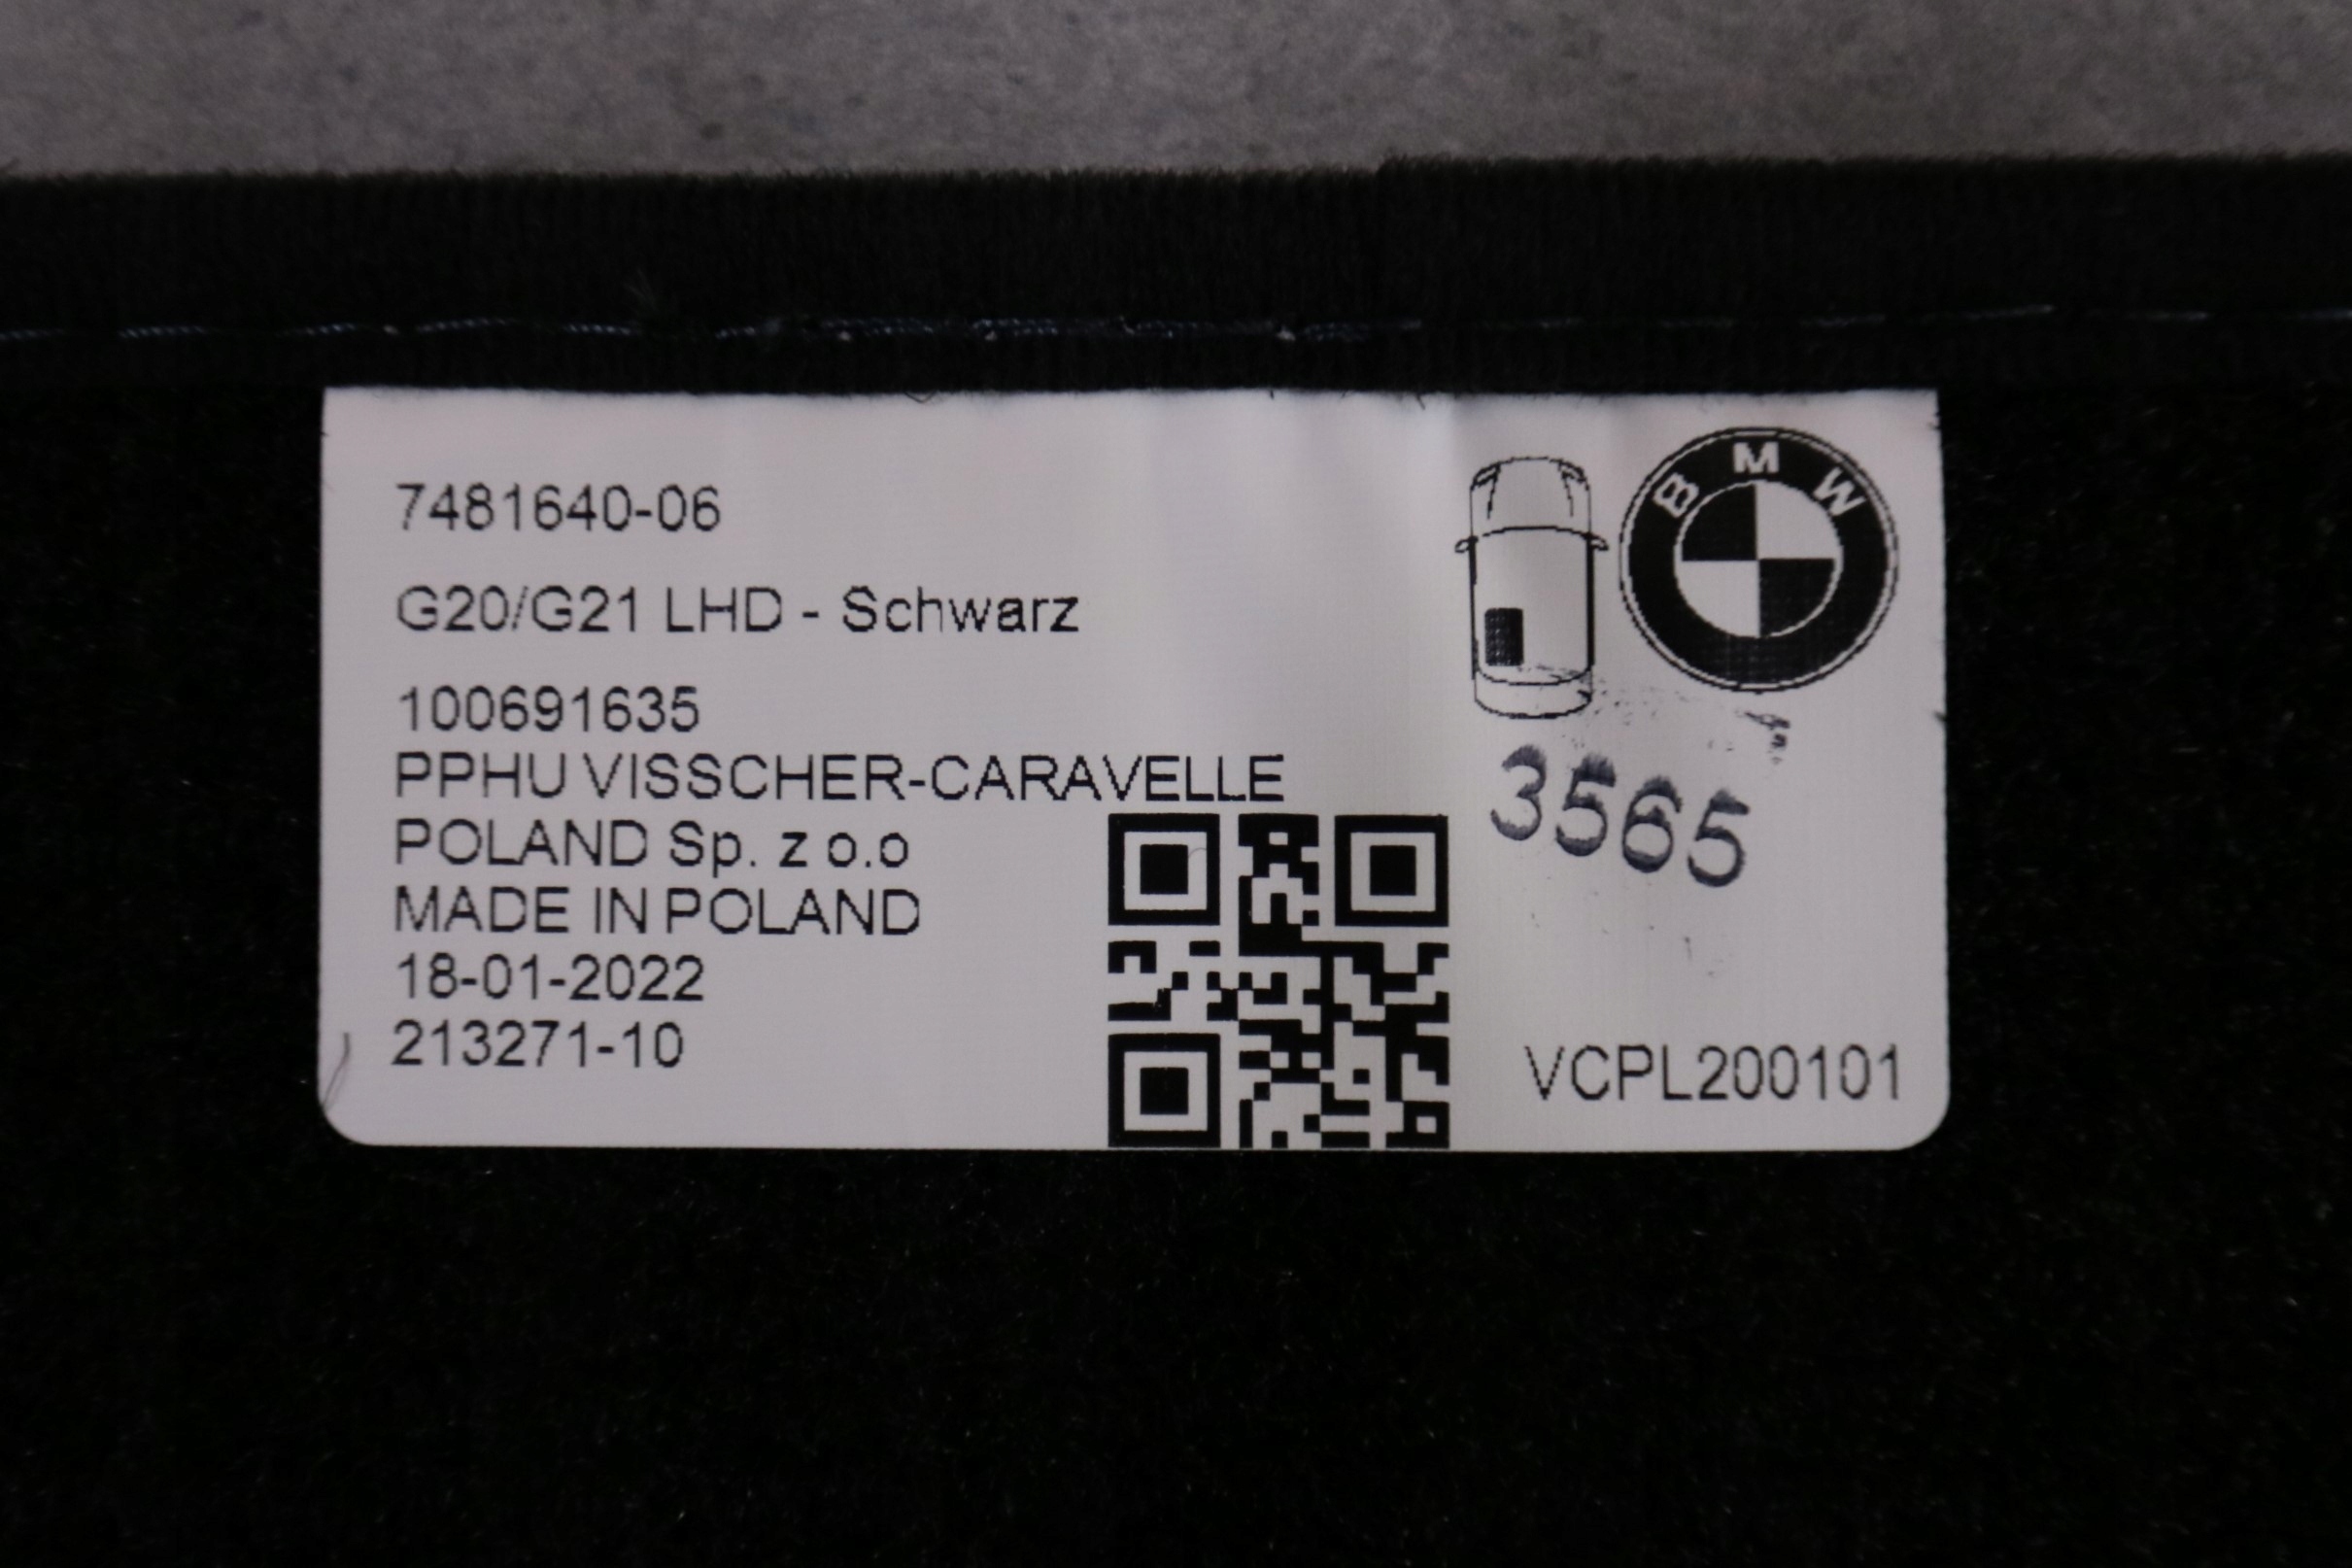 7481640-06
G20/G21 LHD - Schwarz
100691635
PPHU VISSCHER-CARAVELLE
POLAND Sp. z o.o
MADE IN POLAND
18-01-2022
213271-10
BMW
3565
VCPL200101